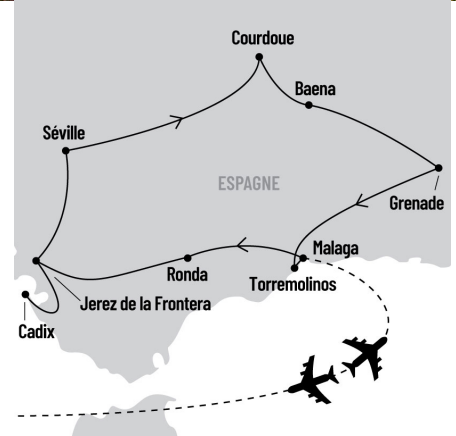 Courdoue
Baena
Séville
ESPAGNE
Grenade
Malaga
Ronda
Torremolinos
Jerez de la Frontera
Cadix